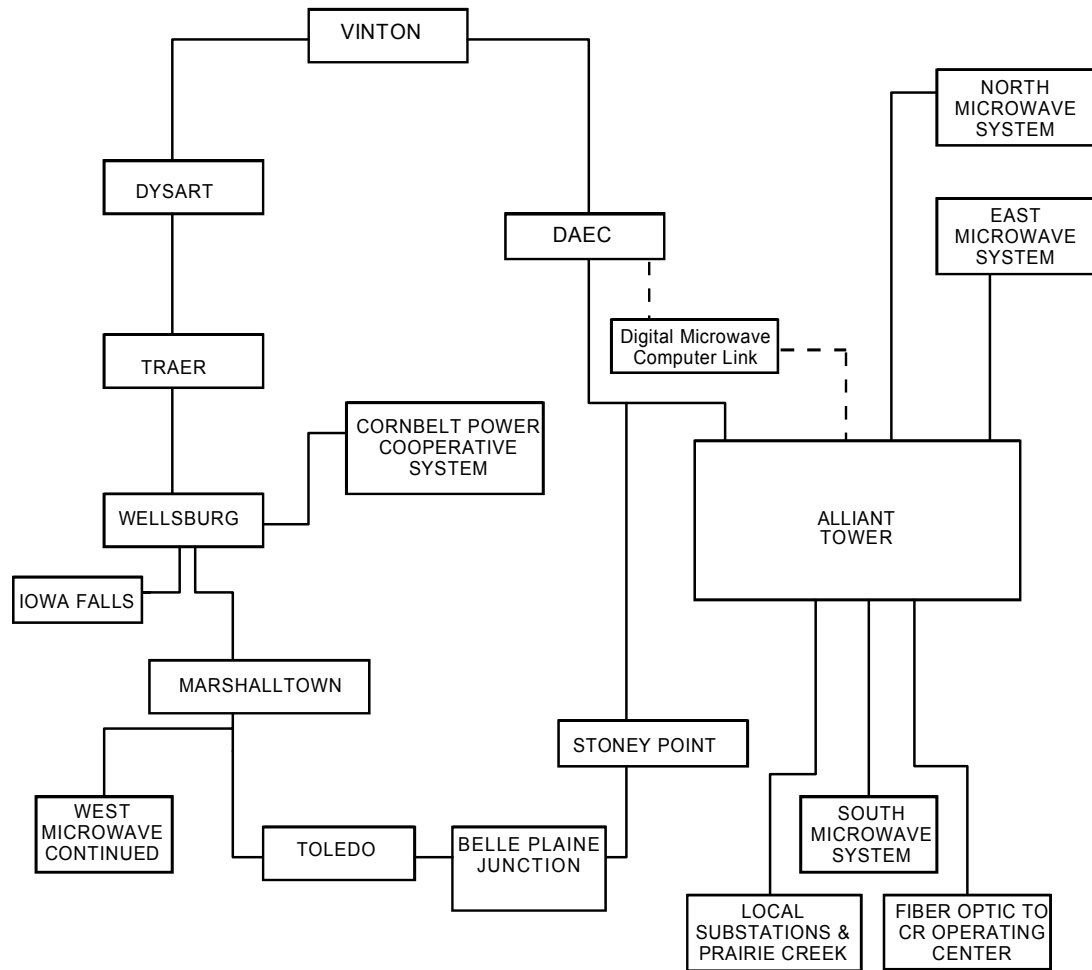 VINTON
NORTH
MICROWAVE
SYSTEM
DYSART
EAST
MICROWAVE
SYSTEM
DAEC
Digital Microwave
Computer Link
TRAER
CORNBELT POWER
COOPERATIVE
SYSTEM
WELLSBURG
ALLIANT
TOWER
IOWA FALLS
MARSHALLTOWN
STONEY POINT
WEST
MICROWAVE
CONTINUED
TOLEDO
BELLE PLAINE
JUNCTION
SOUTH
MICROWAVE
SYSTEM
LOCAL
SUBSTATIONS &
PRAIRIE CREEK
FIBER OPTIC TO
CR OPERATING
CENTER